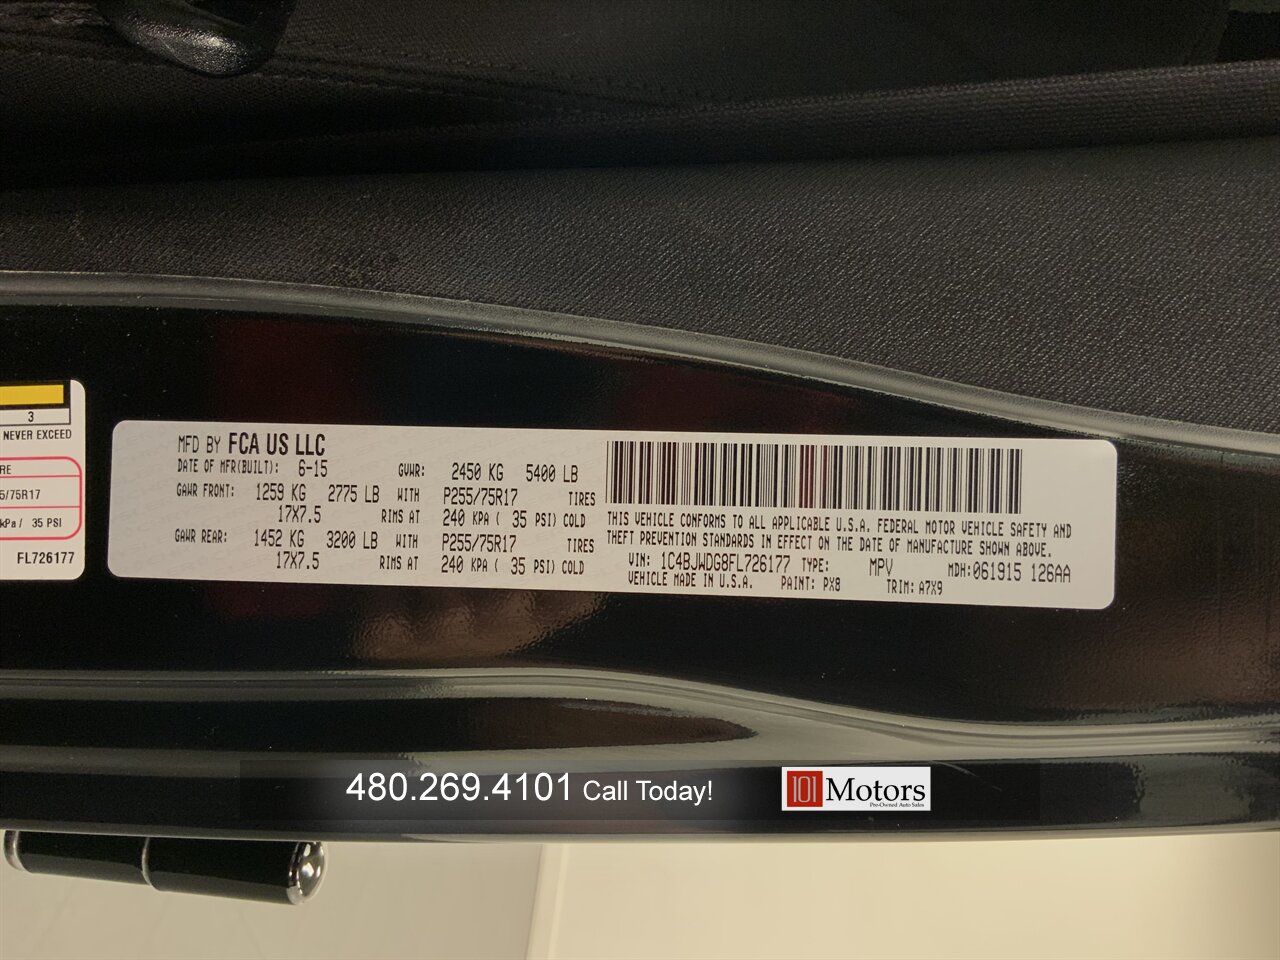 3
NEVER EXCEED
RE
5/75R17
kPa / 35 PSI
FL726177
MFD BY FCA US LLC
DATE OF MFR(BUILT): 6-15 GVWR: 2450 KG 5400 LB
GAWR FRONT: 1259 KG 2775 LB WITH P255/75R17 TIRES
17X7.5 RIMS AT 240 KPA ( 35 PSI) COLD
GAWR REAR: 1452 KG 3200 LB WITH P255/75R17 TIRES
17X7.5 RIMS AT 240 KPA ( 35 PSI) COLD
THIS VEHICLE CONFORMS TO ALL APPLICABLE U.S.A. FEDERAL MOTOR VEHICLE SAFETY AND
THEFT PREVENTION STANDARDS IN EFFECT ON THE DATE OF MANUFACTURE SHOWN ABOVE.
VIN: 1C4BJWDG8FL726177 TYPE: MPV MDH:061915 126AA
VEHICLE MADE IN U.S.A. PAINT: PX8 TRIM: A7X9
480.269.4101 Call Today!
101 Motors
Pre-Owned Auto Sales